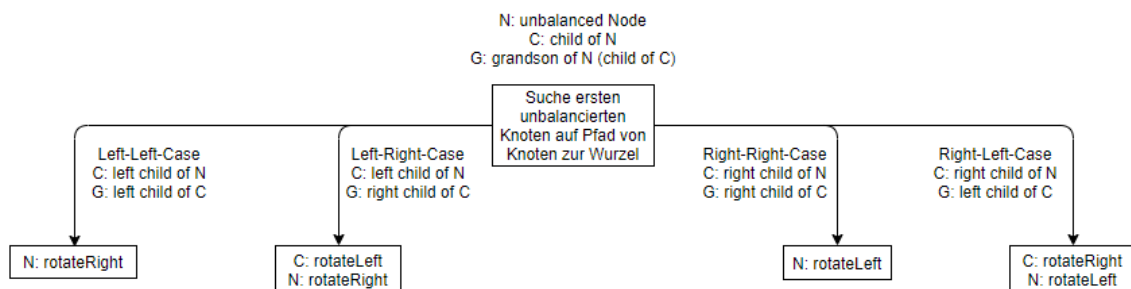 N: unbalanced Node
C: child of N
G: grandson of N (child of C)
Suche ersten
unbalancierten
Knoten auf Pfad von
Knoten zur Wurzel
Left-Left-Case
C: left child of N
G: left child of C
Left-Right-Case
C: left child of N
G: right child of C
Right-Right-Case
C: right child of N
G: right child of C
Right-Left-Case
C: right child of N
G: left child of C
N: rotateRight
C: rotateLeft
N: rotateRight
N: rotateLeft
C: rotateRight
N: rotateLeft